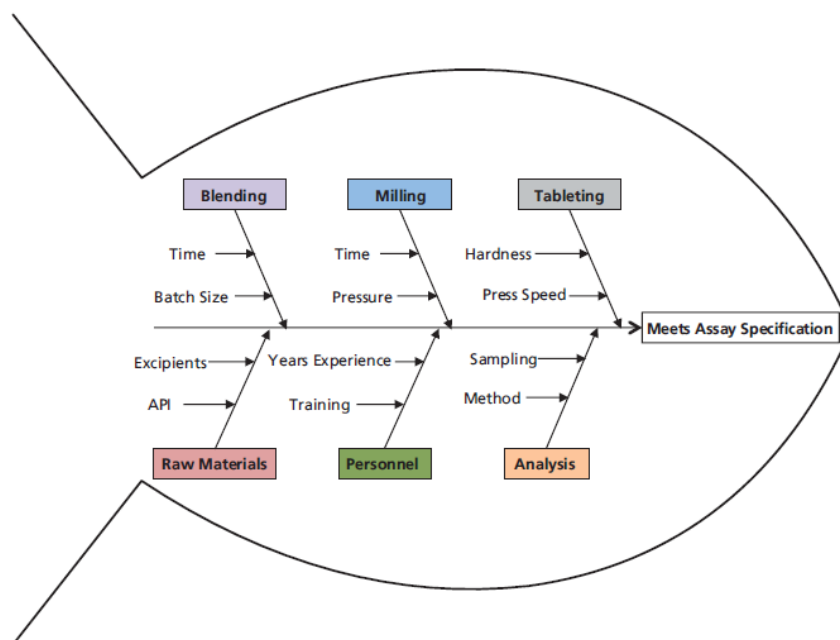 Blending
Milling
Tableting
Time
Time
Hardness
Batch Size
Pressure
Press Speed
Meets Assay Specification
Excipients
Years Experience
Sampling
API
Training
Method
Raw Materials
Personnel
Analysis